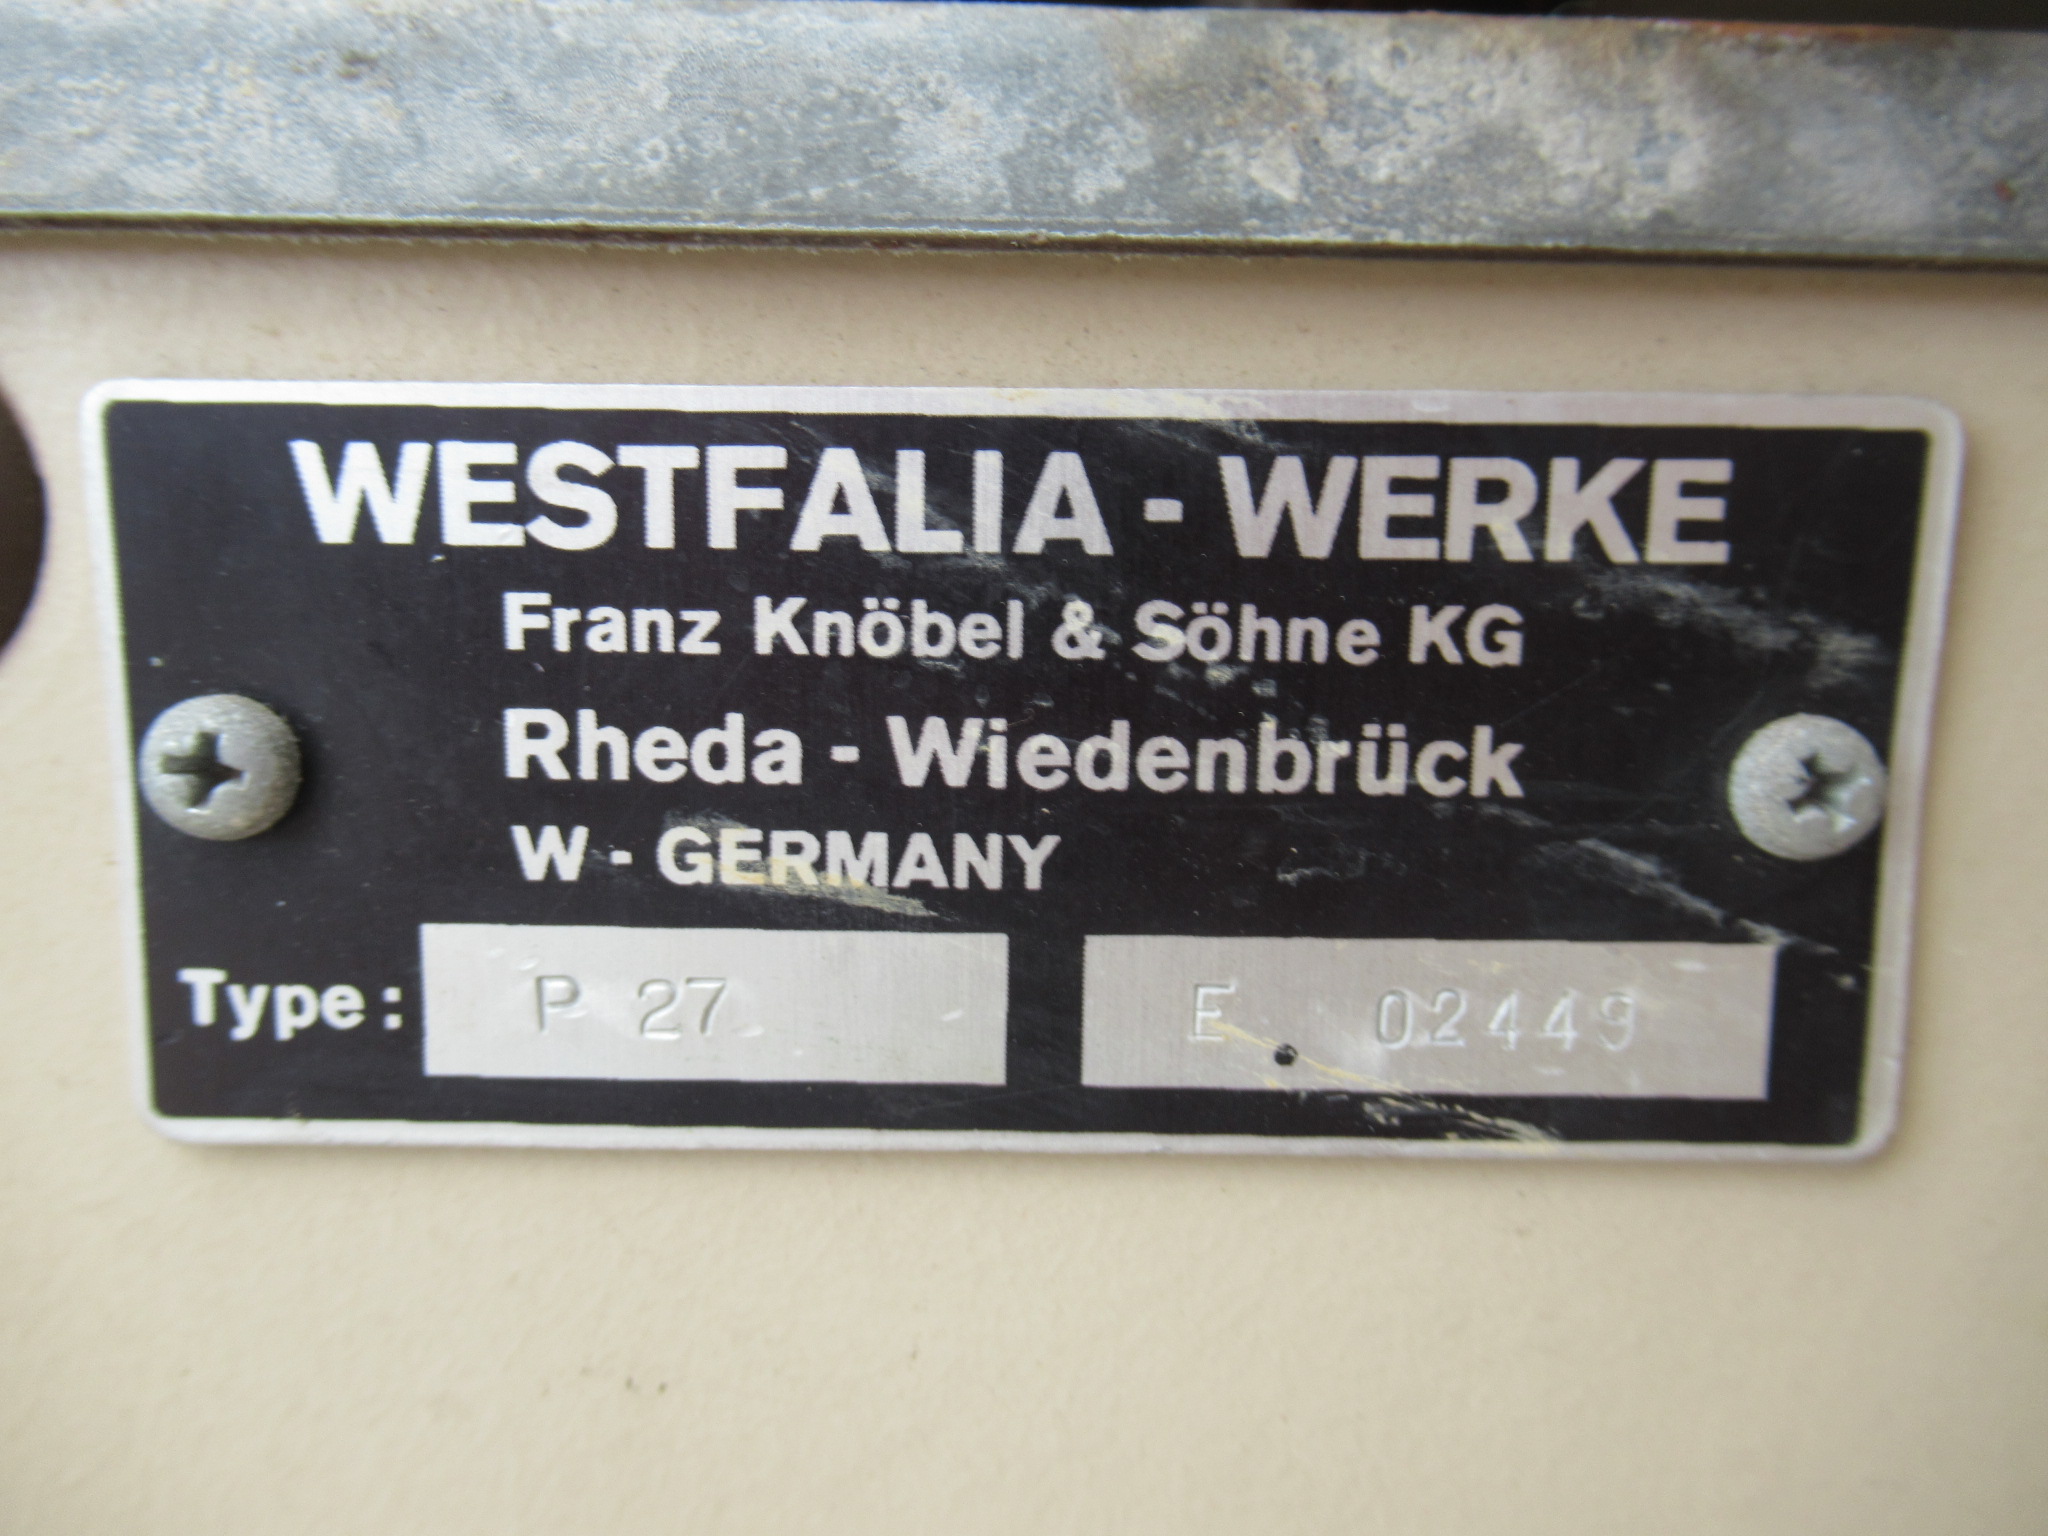 WESTFALIA - WERKE
Franz Knöbel & Söhne KG
Rheda - Wiedenbrück
W - GERMANY
Type: P 27 E 02449